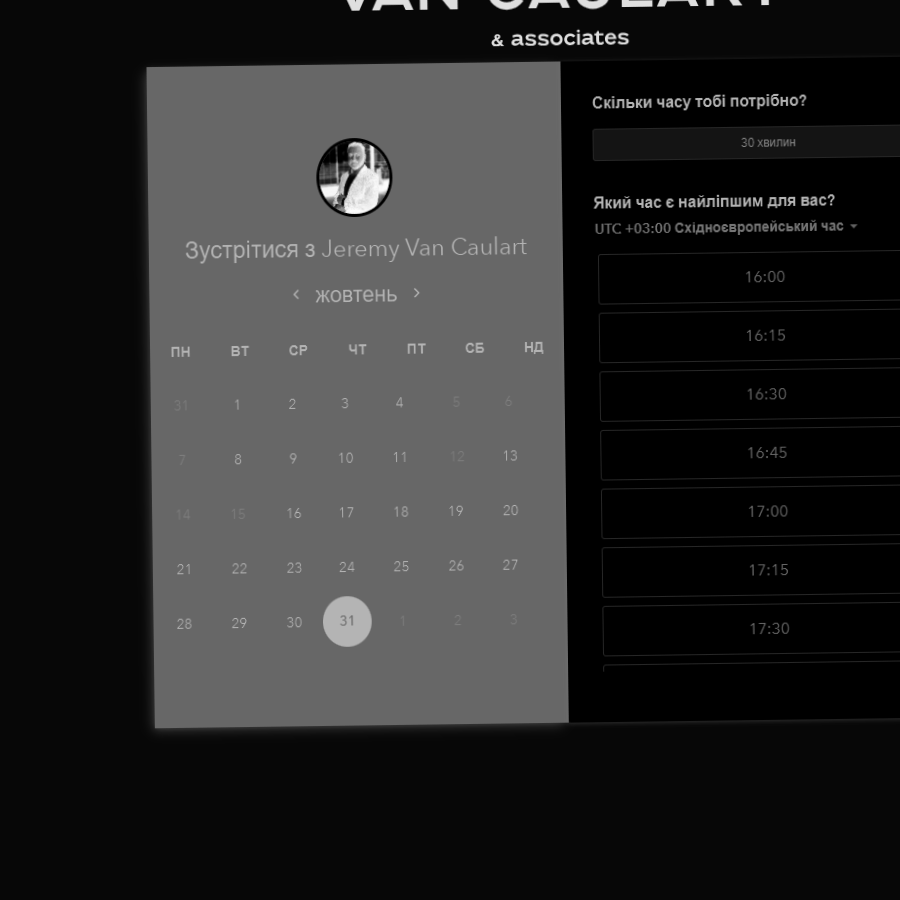 VAN CAULART
& associates
Зустрітися з Jeremy Van Caulart
жовтень
ПН ВТ СР ЧТ ПТ СБ НД
31 1 2 3 4 5 6
7 8 9 10 11 12 13
14 15 16 17 18 19 20
21 22 23 24 25 26 27
28 29 30 31 1 2 3
Скільки часу тобі потрібно?
30 хвилин
Який час є найліпшим для вас?
UTC +03:00 Східноєвропейський час
16:00
16:15
16:30
16:45
17:00
17:15
17:30